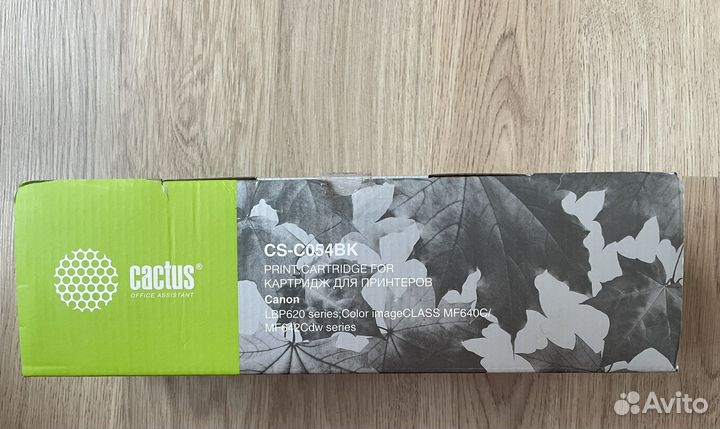 cactus®
OFFICE ASSISTANT
CS-C054BK
PRINT CARTRIDGE FOR
КАРТРИДЖ ДЛЯ ПРИНТЕРОВ
Canon
LBP620 series;Color imageCLASS MF640C/
MF642Cdw series
Avito